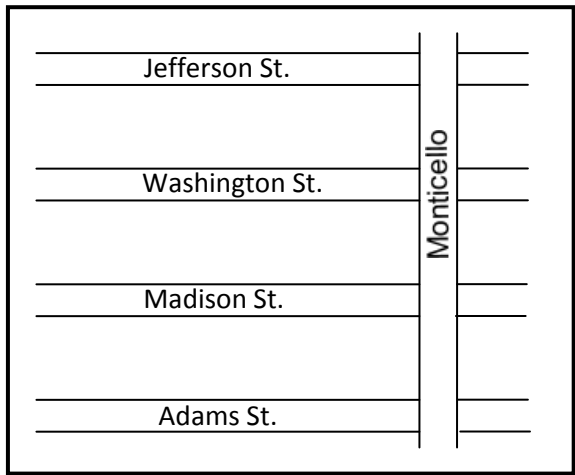 Jefferson St.
Washington St.
Monticello
Madison St.
Adams St.